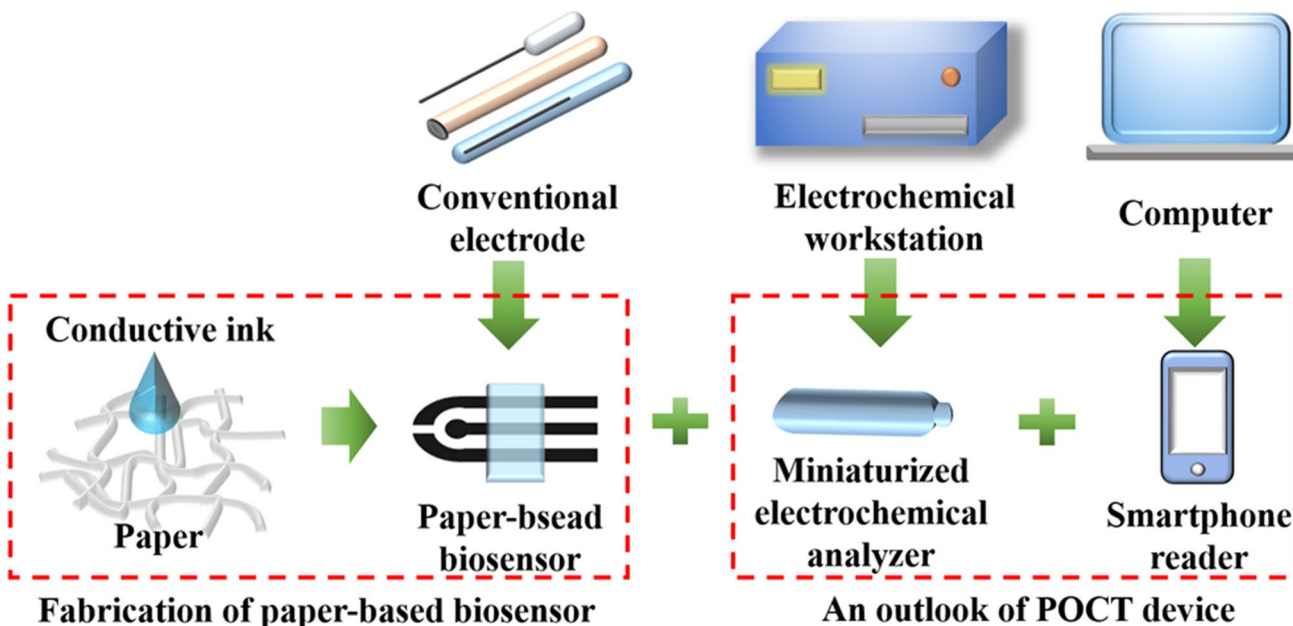 Conventional
electrode
Electrochemical
workstation
Computer
Conductive ink
Paper
Paper-bsead
biosensor
Miniaturized
electrochemical
analyzer
Smartphone
reader
Fabrication of paper-based biosensor
An outlook of POCT device